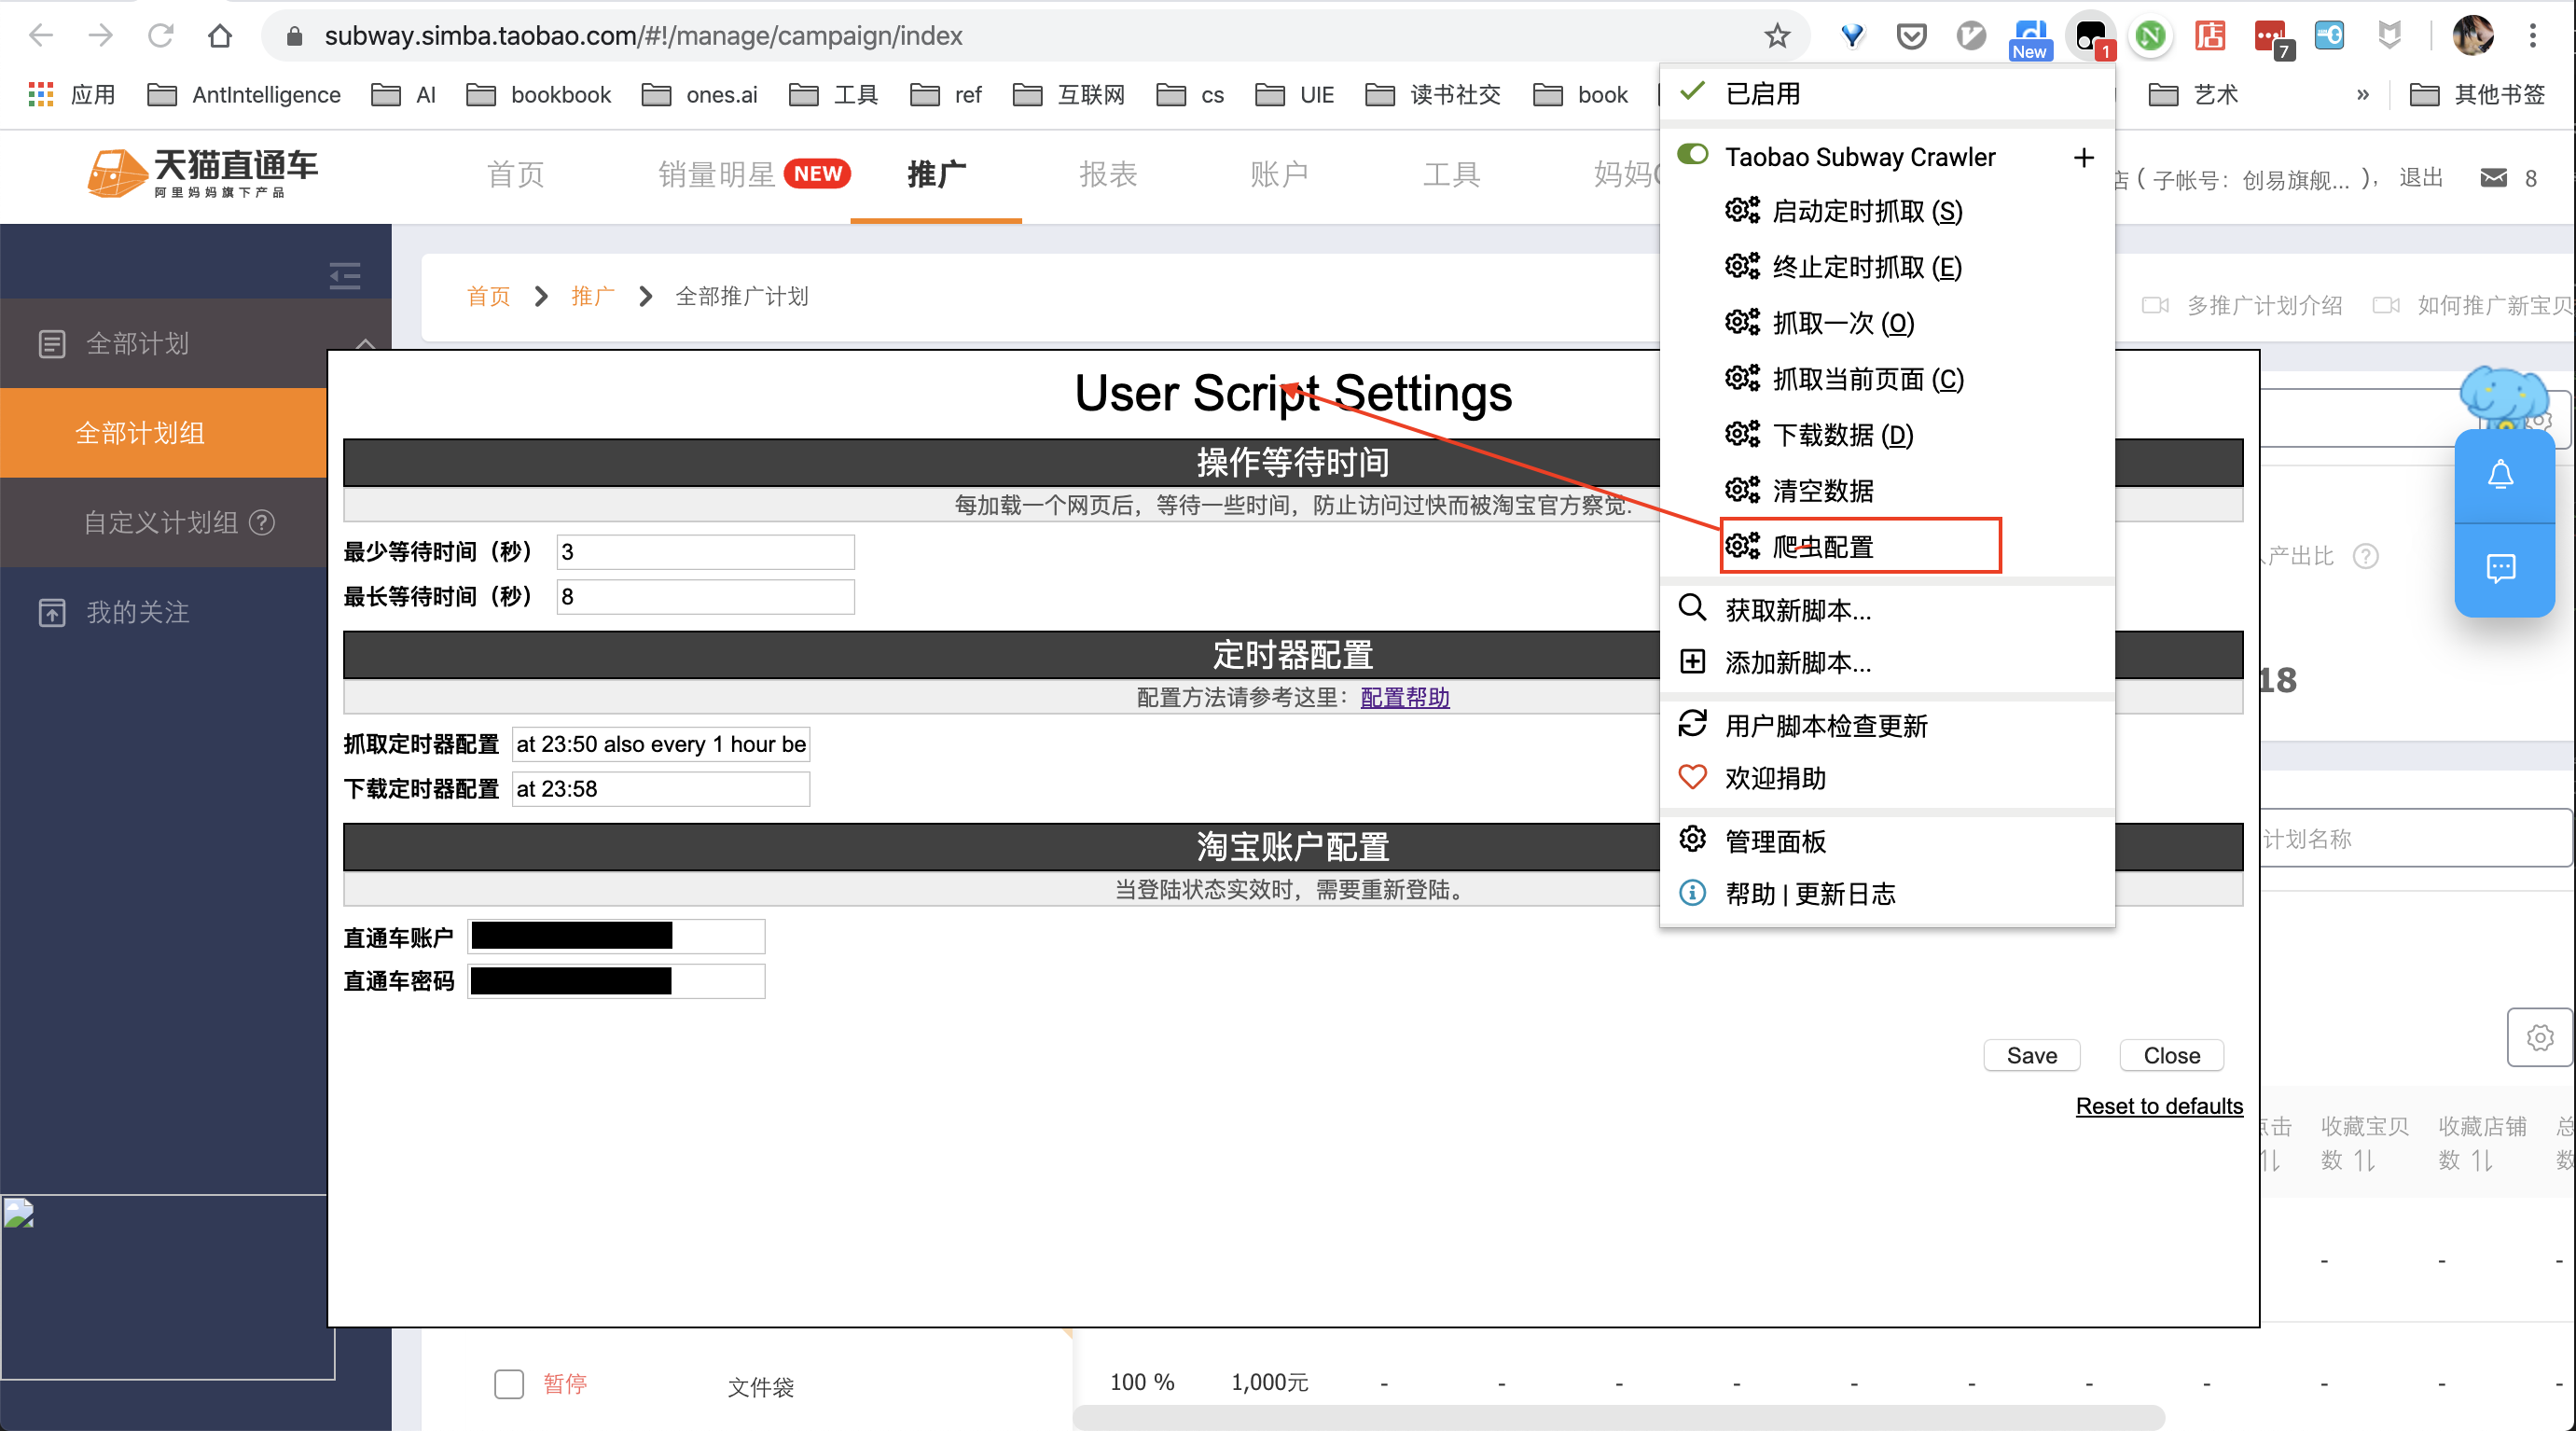 subway.simba.taobao.com/#!/manage/campaign/index
New
1
7
应用
AntIntelligence
AI
bookbook
ones.ai
工具
ref
互联网
cs
UIE
读书社交
book
艺术
»
其他书签
天猫直通车
阿里妈妈旗下产品
首页
销量明星 NEW
推广
报表
账户
工具
妈妈
店 ( 子帐号：创易旗舰... )，
退出
8
全部计划
全部计划组
自定义计划组 ?
我的关注
首页 > 推广 > 全部推广计划
多推广计划介绍
如何推广新宝贝
已启用
Taobao Subway Crawler +
启动定时抓取 (S)
终止定时抓取 (E)
抓取一次 (O)
抓取当前页面 (C)
下载数据 (D)
清空数据
爬虫配置
获取新脚本...
添加新脚本...
用户脚本检查更新
欢迎捐助
管理面板
帮助 | 更新日志
User Script Settings
操作等待时间
每加载一个网页后，等待一些时间，防止访问过快而被淘宝官方察觉.
最少等待时间（秒） 3
最长等待时间（秒） 8
定时器配置
配置方法请参考这里：配置帮助
抓取定时器配置 at 23:50 also every 1 hour be
下载定时器配置 at 23:58
淘宝账户配置
当登陆状态实效时，需要重新登陆。
直通车账户
直通车密码
Save
Close
Reset to defaults
产出比 ?
18
计划名称
点击
收藏宝贝数
收藏店铺数
总
数
- - -
暂停
文件袋
100 %
1,000元
- - - - - - - - - - -